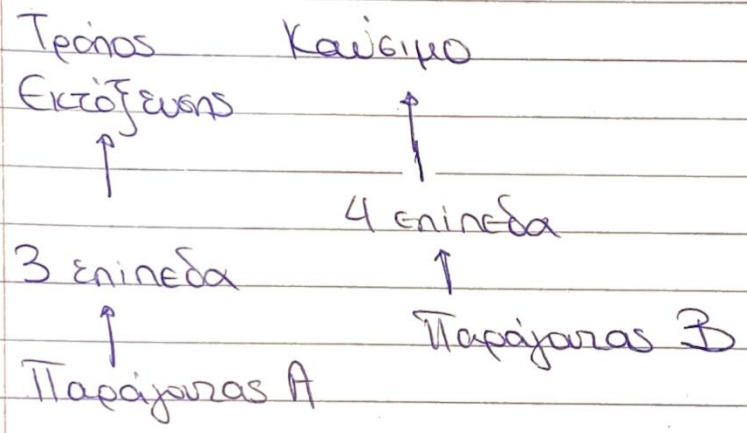 Τρόπος Καύσιμο
Εκτόξευσης
4 επίπεδα
3 επίπεδα
Παράγοντας Β
Παράγοντας Α